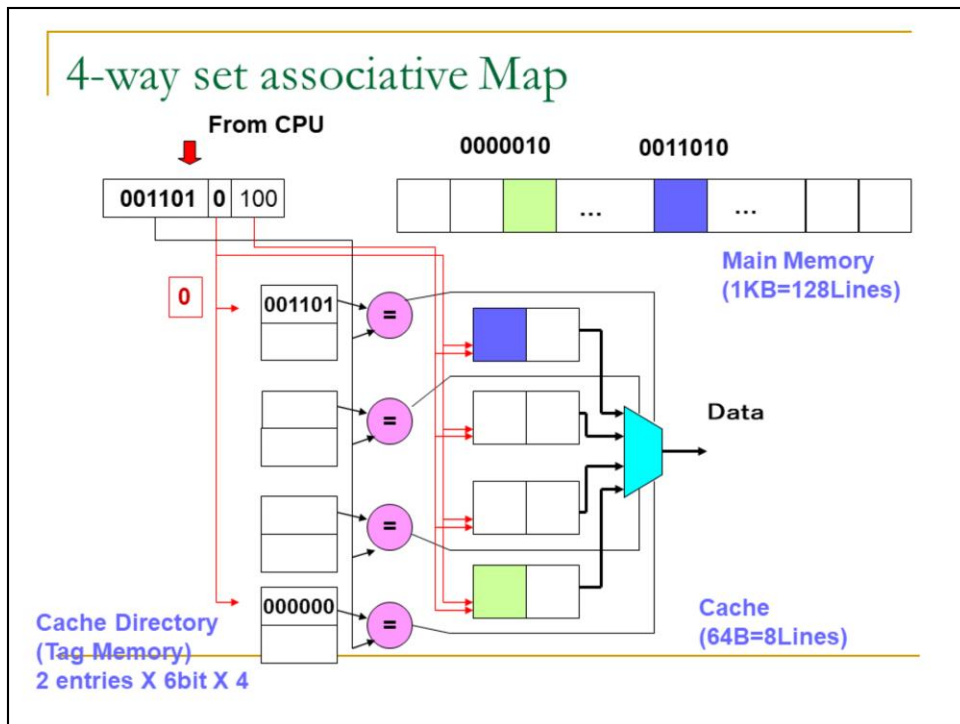 4-way set associative Map
From CPU
0000010
0011010
001101 0 100
...
...
Main Memory
(1KB=128Lines)
0
001101
=
=
Data
=
000000
=
Cache Directory
(Tag Memory)
2 entries X 6bit X 4
Cache
(64B=8Lines)